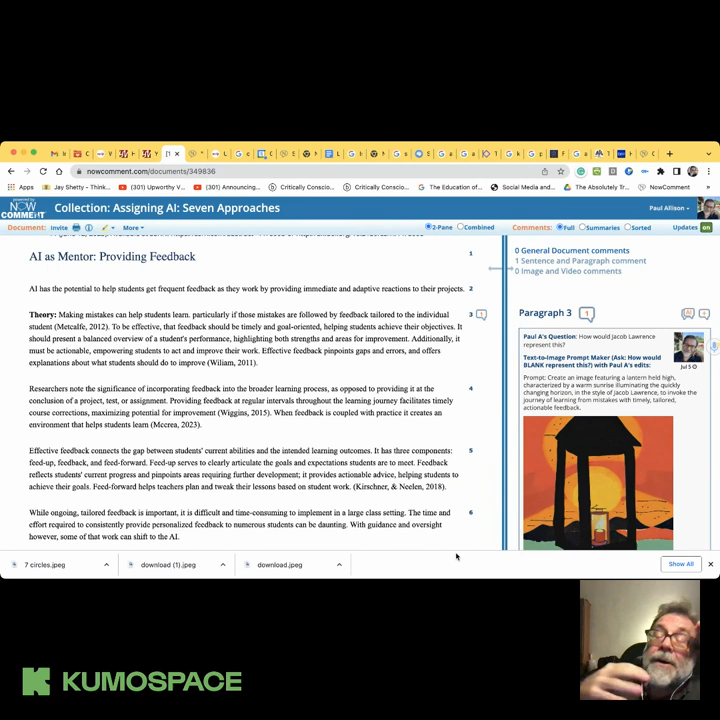 nowcomment.com/documents/349836
Apps
Jay Shetty - Think...
(301) Upworthy V...
(301) Announcing...
Critically Conscio...
Critically Conscio...
The Education of...
Social Media and...
The Absolutely Tr...
NowComment
powered by
NOW
COMMENT
Collection: Assigning AI: Seven Approaches
Paul Allison
Document:
Invite
More
2-Pane
Combined
Comments:
Full
Summaries
Sorted
Updates
on
AI as Mentor: Providing Feedback
1
AI has the potential to help students get frequent feedback as they work by providing immediate and adaptive reactions to their projects.
2
Theory: Making mistakes can help students learn, particularly if those mistakes are followed by feedback tailored to the individual
3
1
student (Metcalfe, 2012). To be effective, that feedback should be timely and goal-oriented, helping students achieve their objectives. It
should present a balanced overview of a student's performance, highlighting both strengths and areas for improvement. Additionally, it
must be actionable, empowering students to act and improve their work. Effective feedback pinpoints gaps and errors, and offers
explanations about what students should do to improve (Wiliam, 2011).
Researchers note the significance of incorporating feedback into the broader learning process, as opposed to providing it at the
4
conclusion of a project, test, or assignment. Providing feedback at regular intervals throughout the learning journey facilitates timely
course corrections, maximizing potential for improvement (Wiggins, 2015). When feedback is coupled with practice it creates an
environment that helps students learn (Mccrea, 2023).
Effective feedback connects the gap between students' current abilities and the intended learning outcomes. It has three components:
5
feed-up, feedback, and feed-forward. Feed-up serves to clearly articulate the goals and expectations students are to meet. Feedback
reflects students' current progress and pinpoints areas requiring further development; it provides actionable advice, helping students to
achieve their goals. Feed-forward helps teachers plan and tweak their lessons based on student work. (Kirschner, & Neelen, 2018).
While ongoing, tailored feedback is important, it is difficult and time-consuming to implement in a large class setting. The time and
6
effort required to consistently provide personalized feedback to numerous students can be daunting. With guidance and oversight
however, some of that work can shift to the AI.
0 General Document comments
1 Sentence and Paragraph comment
0 Image and Video comments
Paragraph 3
1
AI
Paul A's Question: How would Jacob Lawrence
represent this?
Text-to-Image Prompt Maker (Ask: How would
BLANK represent this?) with Paul A's edits:
Jul 5
Prompt: Create an image featuring a lantern held high,
characterized by a warm sunrise illuminating the quickly
changing horizon, in the style of Jacob Lawrence, to invoke the
journey of learning from mistakes with timely, tailored,
actionable feedback.
7 circles.jpeg
download (1).jpeg
download.jpeg
Show All
KUMOSPACE